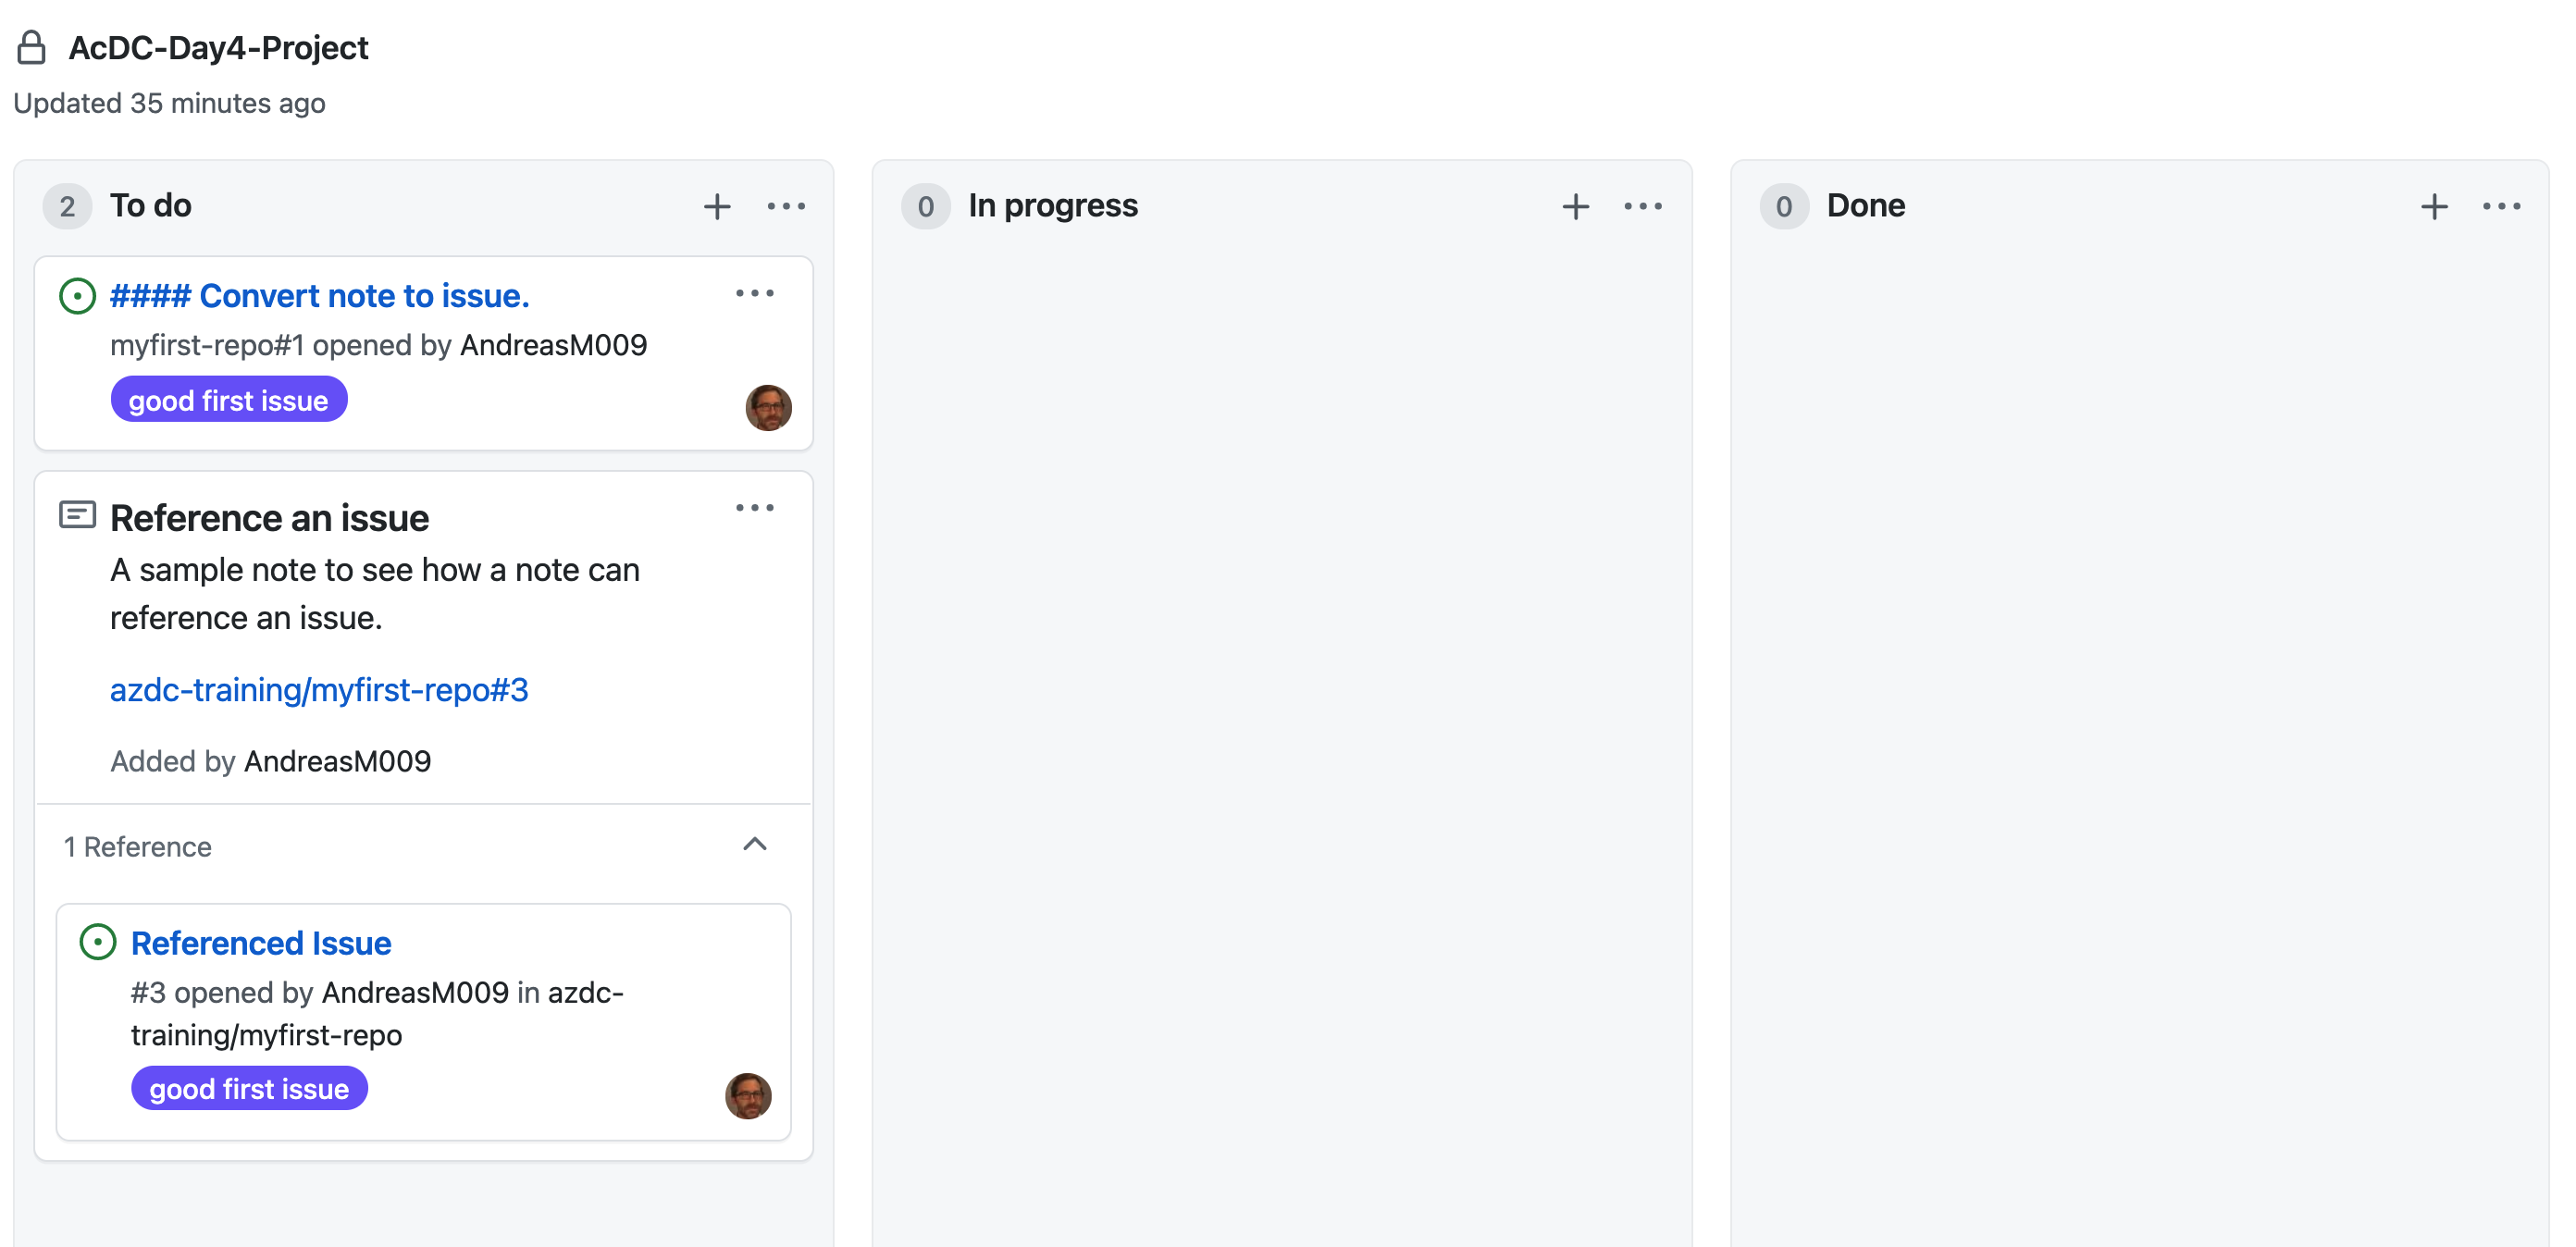 AcDC-Day4-Project
Updated 35 minutes ago
2 To do
#### Convert note to issue.
myfirst-repo#1 opened by AndreasM009
good first issue
Reference an issue
A sample note to see how a note can
reference an issue.
azdc-training/myfirst-repo#3
Added by AndreasM009
1 Reference
Referenced Issue
#3 opened by AndreasM009 in azdc-
training/myfirst-repo
good first issue
0 In progress
0 Done